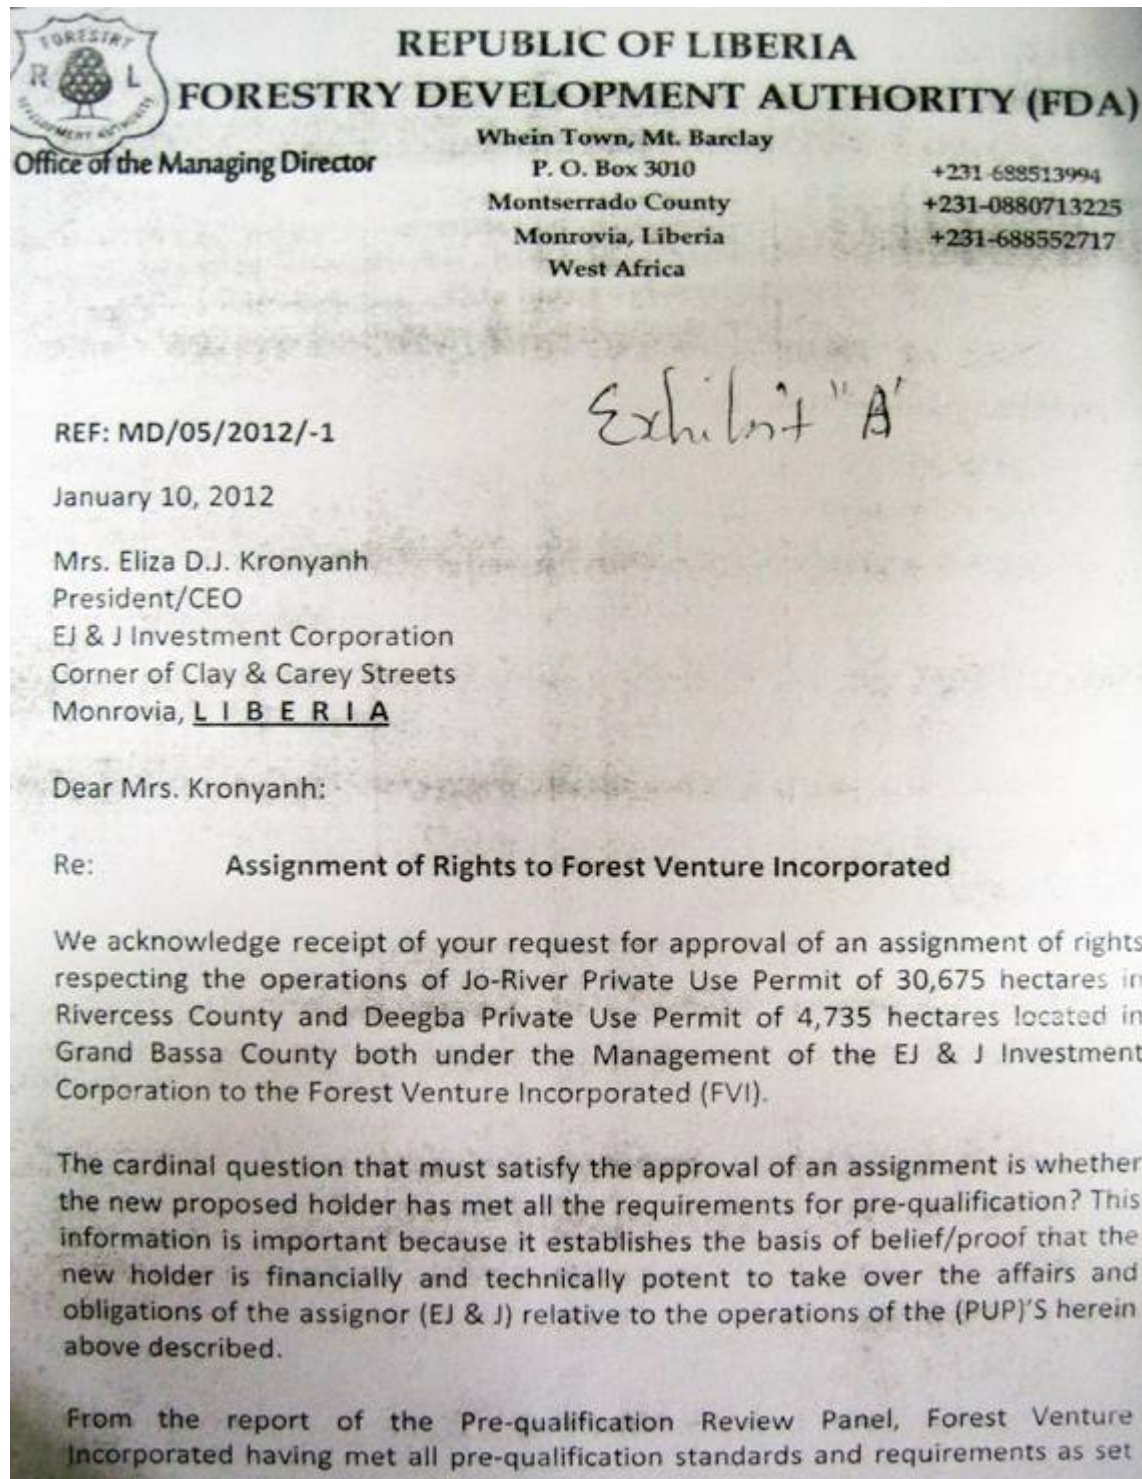 FORESTRY
R L
DEVELOPMENT AUTHORITY
REPUBLIC OF LIBERIA
FORESTRY DEVELOPMENT AUTHORITY (FDA)
Office of the Managing Director
Whein Town, Mt. Barclay
P. O. Box 3010
Montserrado County
Monrovia, Liberia
West Africa
+231-688513994
+231-0880713225
+231-688552717
Exhibit "A"
REF: MD/05/2012/-1
January 10, 2012
Mrs. Eliza D.J. Kronyanh
President/CEO
EJ & J Investment Corporation
Corner of Clay & Carey Streets
Monrovia, L I B E R I A
Dear Mrs. Kronyanh:
Re: Assignment of Rights to Forest Venture Incorporated
We acknowledge receipt of your request for approval of an assignment of rights
respecting the operations of Jo-River Private Use Permit of 30,675 hectares in
Rivercess County and Deegba Private Use Permit of 4,735 hectares located in
Grand Bassa County both under the Management of the EJ & J Investment
Corporation to the Forest Venture Incorporated (FVI).
The cardinal question that must satisfy the approval of an assignment is whether
the new proposed holder has met all the requirements for pre-qualification? This
information is important because it establishes the basis of belief/proof that the
new holder is financially and technically potent to take over the affairs and
obligations of the assignor (EJ & J) relative to the operations of the (PUP)'S herein
above described.
From the report of the Pre-qualification Review Panel, Forest Venture
Incorporated having met all pre-qualification standards and requirements as set